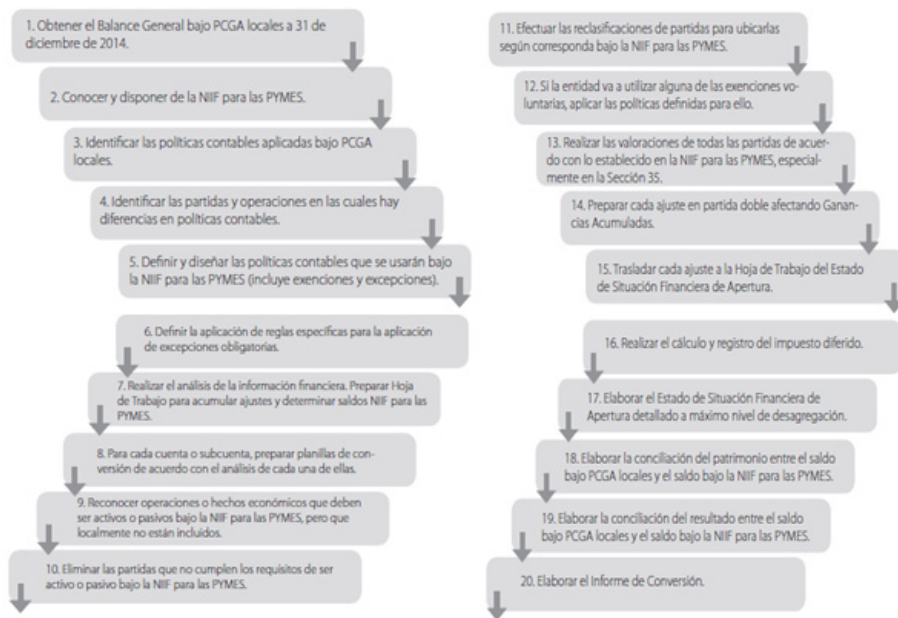 1. Obtener el Balance General bajo PCGA locales a 31 de
diciembre de 2014.
2. Conocer y disponer de la NIIF para las PYMES.
3. Identificar las políticas contables aplicadas bajo PCGA
locales.
4. Identificar las partidas y operaciones en las cuales hay
diferencias en políticas contables.
5. Definir y diseñar las políticas contables que se usarán bajo
la NIIF para las PYMES (incluye exenciones y excepciones).
6. Definir la aplicación de reglas específicas para la aplicación
de excepciones obligatorias.
7. Realizar el análisis de la información financiera. Preparar Hoja
de Trabajo para acumular ajustes y determinar saldos NIIF para las
PYMES.
8. Para cada cuenta o subcuenta, preparar planillas de con-
versión de acuerdo con el análisis de cada una de ellas.
9. Reconocer operaciones o hechos económicos que deben
ser activos o pasivos bajo la NIIF para las PYMES, pero que
localmente no están incluidos.
10. Eliminar las partidas que no cumplen los requisitos de ser
activo o pasivo bajo la NIIF para las PYMES.
11. Efectuar las reclasificaciones de partidas para ubicarlas
según corresponda bajo la NIIF para las PYMES.
12. Si la entidad va a utilizar alguna de las exenciones vo-
luntarias, aplicar las políticas definidas para ello.
13. Realizar las valoraciones de todas las partidas de acuer-
do con lo establecido en la NIIF para las PYMES, especial-
mente en la Sección 35.
14. Preparar cada ajuste en partida doble afectando Ganan-
cias Acumuladas.
15. Trasladar cada ajuste a la Hoja de Trabajo del Estado
de Situación Financiera de Apertura.
16. Realizar el cálculo y registro del impuesto diferido.
17. Elaborar el Estado de Situación Financiera de
Apertura detallado a máximo nivel de desagregación.
18. Elaborar la conciliación del patrimonio entre el saldo
bajo PCGA locales y el saldo bajo la NIIF para las PYMES.
19. Elaborar la conciliación del resultado entre el saldo
bajo PCGA locales y el saldo bajo la NIIF para las PYMES.
20. Elaborar el Informe de Conversión.